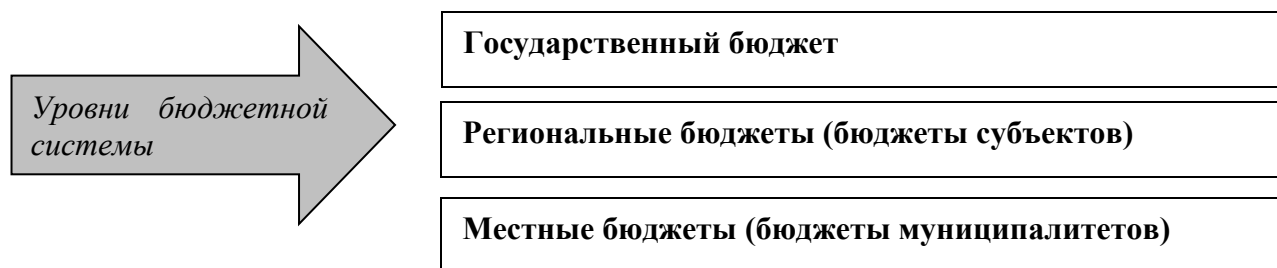 Уровни бюджетной
системы
Государственный бюджет
Региональные бюджеты (бюджеты субъектов)
Местные бюджеты (бюджеты муниципалитетов)